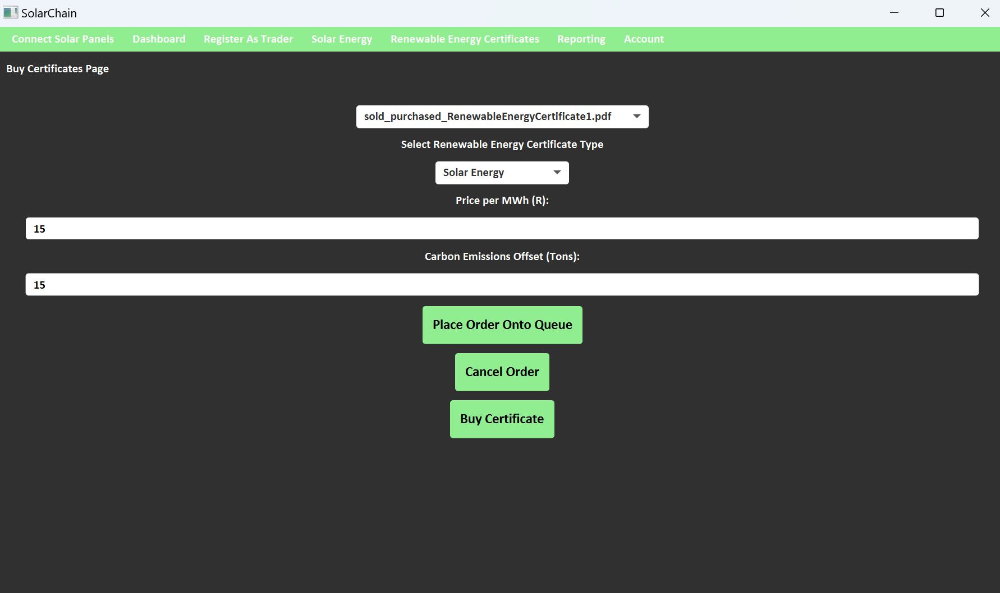 SolarChain
Connect Solar Panels Dashboard Register As Trader Solar Energy Renewable Energy Certificates Reporting Account
Buy Certificates Page
sold_purchased_RenewableEnergyCertificate1.pdf
Select Renewable Energy Certificate Type
Solar Energy
Price per MWh (R):
15
Carbon Emissions Offset (Tons):
15
Place Order Onto Queue
Cancel Order
Buy Certificate